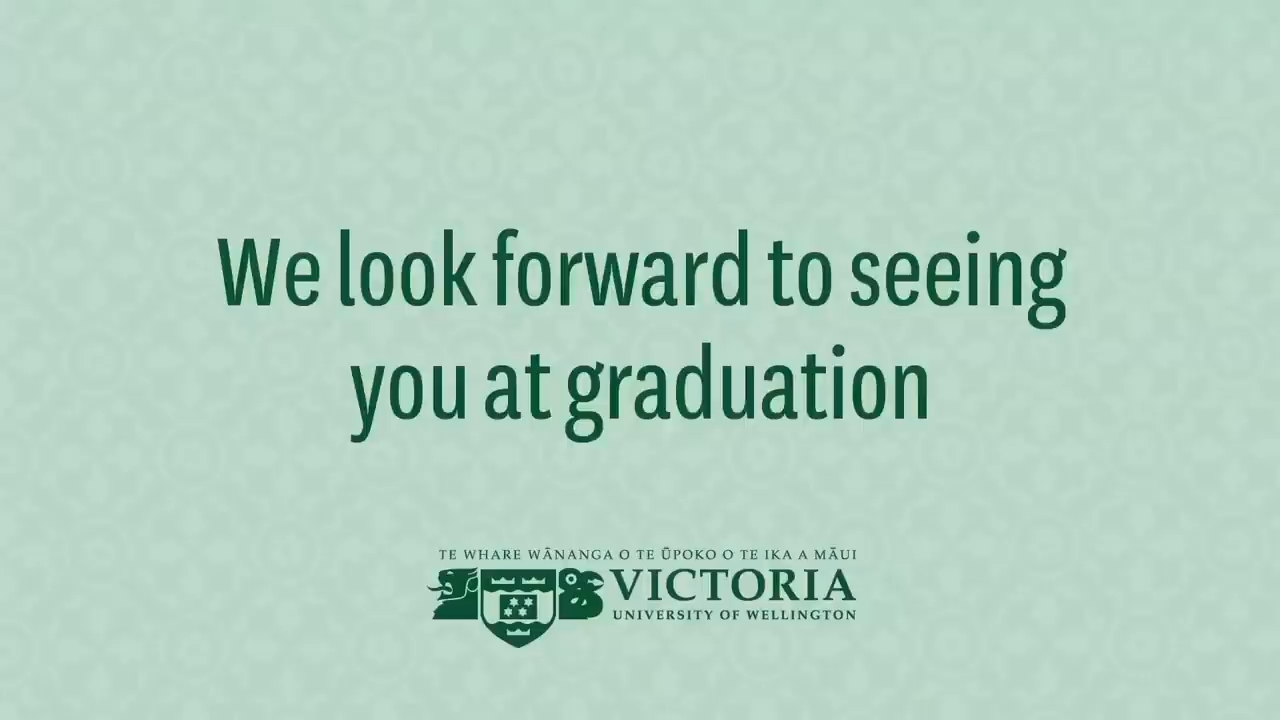 We look forward to seeing
you at graduation
TE WHARE WĀNANGA O TE ŪPOKO O TE IKA A MĀUI
VICTORIA
UNIVERSITY OF WELLINGTON